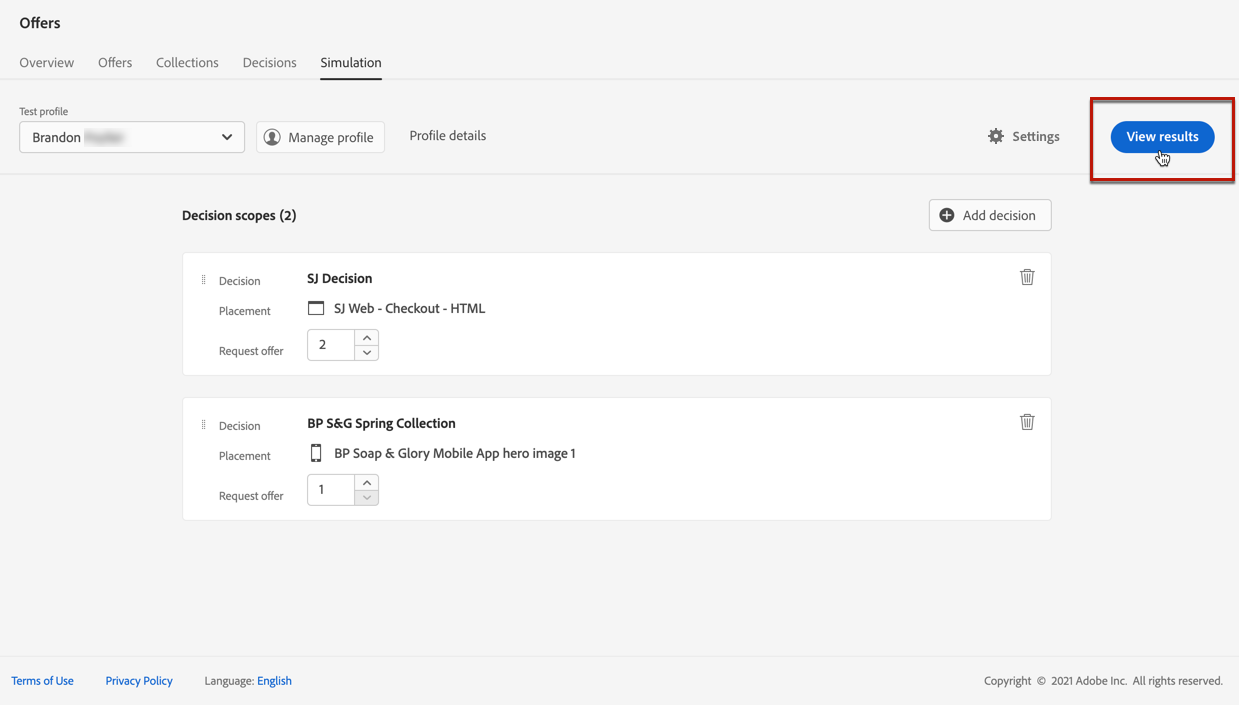 Offers
Overview Offers Collections Decisions Simulation
Test profile
Brandon Manage profile Profile details Settings View results
Decision scopes (2) Add decision
Decision SJ Decision
Placement SJ Web - Checkout - HTML
Request offer 2
Decision BP S&G Spring Collection
Placement BP Soap & Glory Mobile App hero image 1
Request offer 1
Terms of Use Privacy Policy Language: English Copyright © 2021 Adobe Inc. All rights reserved.